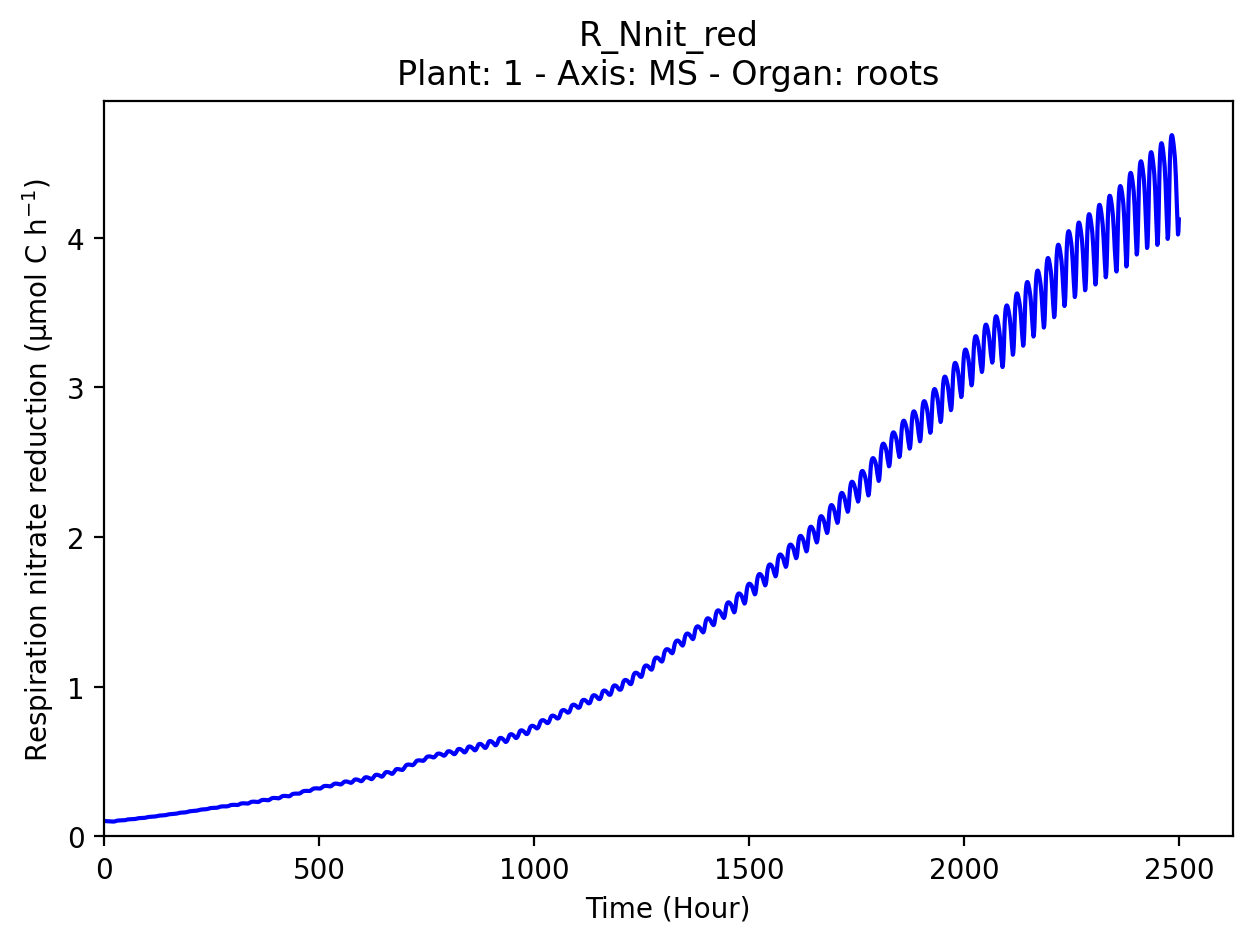 R_Nnit_red
Plant: 1 - Axis: MS - Organ: roots
Respiration nitrate reduction (µmol C h⁻¹)
4
3
2
1
0
0 500 1000 1500 2000 2500
Time (Hour)